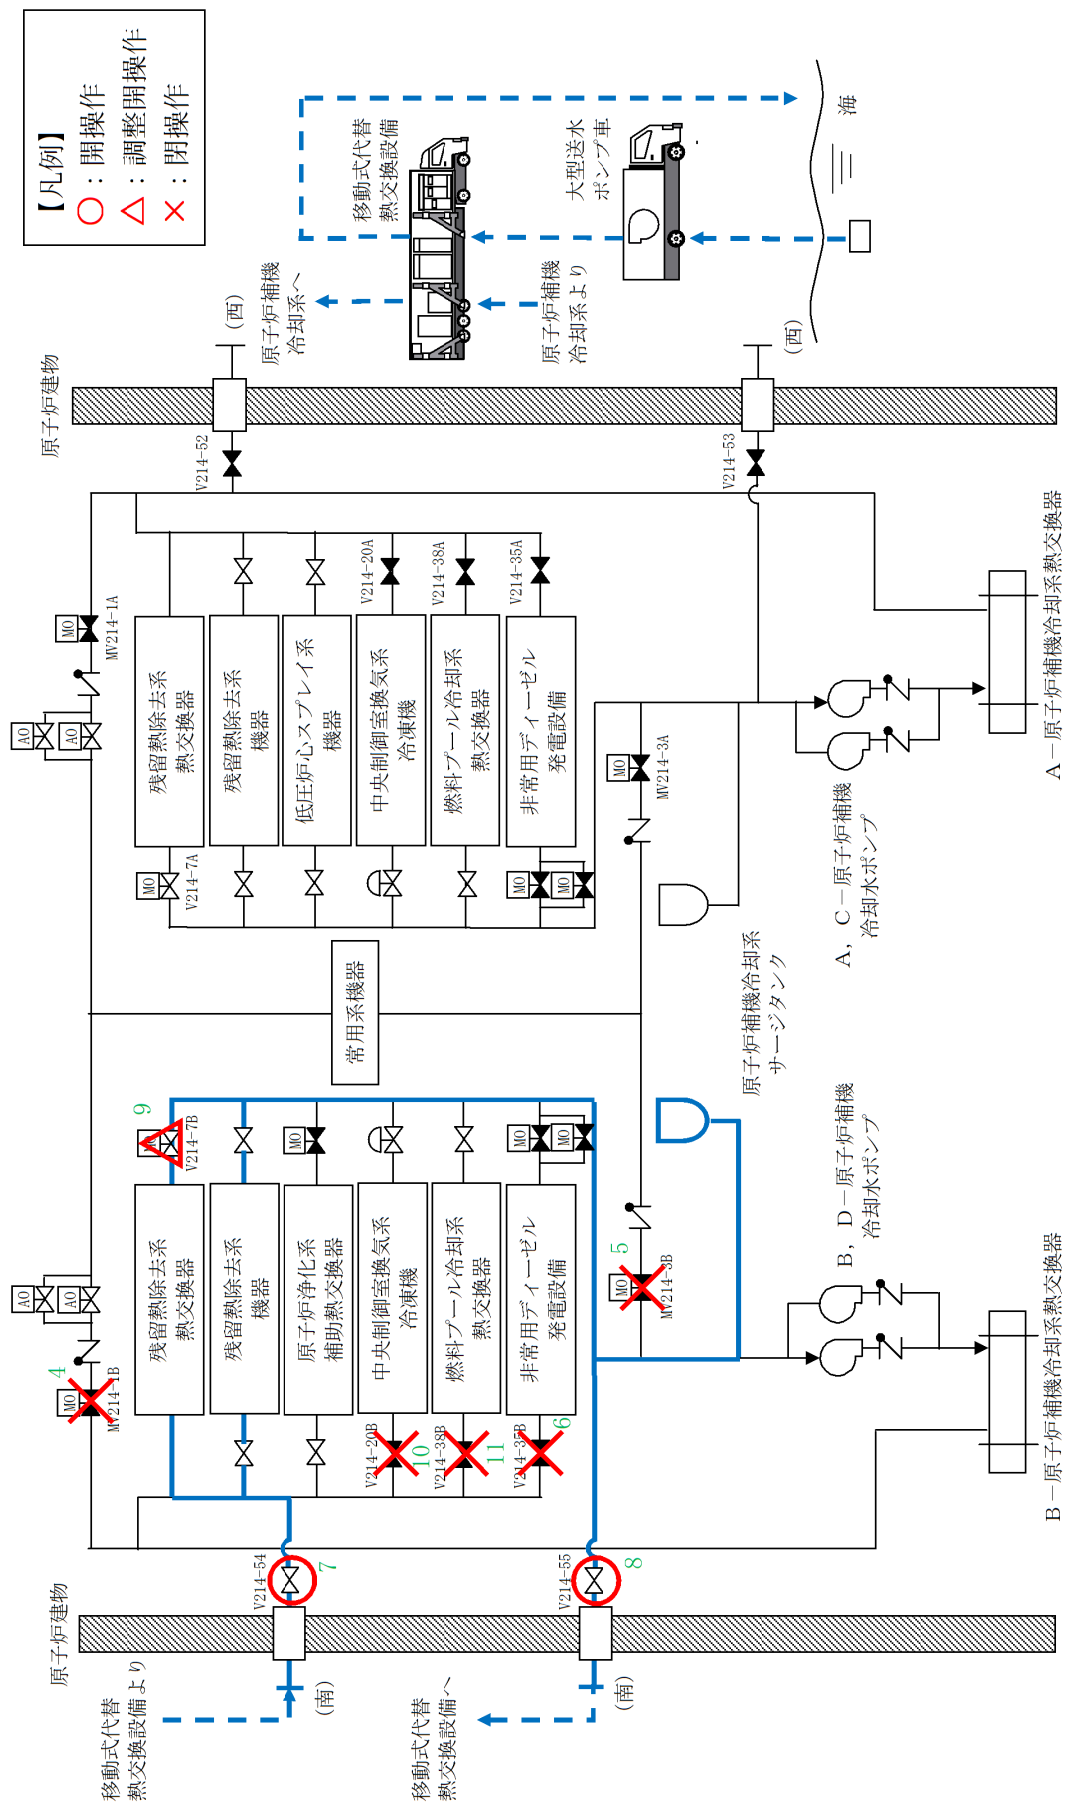 【凡例】
○：開操作
△：調整開操作
×：閉操作
移動式代替
熱交換設備より
(南)
移動式代替
熱交換設備へ
(南)
原子炉建物
V214-54
7
V214-55
8
4
MO
MV214-1B
AO
AO
9
V214-7B
残留熱除去系
熱交換器
残留熱除去系
機器
原子炉浄化系
補助熱交換器
MO
中央制御室換気系
冷凍機
V214-20B
10
燃料プール冷却系
熱交換器
V214-38B
11
非常用ディーゼル
発電設備
V214-35B
6
MO
MO
5
MO
MV214-3B
B，D－原子炉補機
冷却水ポンプ
B－原子炉補機冷却系熱交換器
常用系機器
原子炉補機冷却系
サージタンク
AO
AO
MO
MV214-1A
MO
V214-7A
残留熱除去系
熱交換器
残留熱除去系
機器
低圧炉心スプレイ系
機器
中央制御室換気系
冷凍機
V214-20A
燃料プール冷却系
熱交換器
V214-38A
非常用ディーゼル
発電設備
V214-35A
MO
MO
MO
MV214-3A
A，C－原子炉補機
冷却水ポンプ
A－原子炉補機冷却系熱交換器
V214-52
V214-53
原子炉建物
(西)
(西)
原子炉補機
冷却系へ
移動式代替
熱交換設備
原子炉補機
冷却系より
大型送水
ポンプ車
海